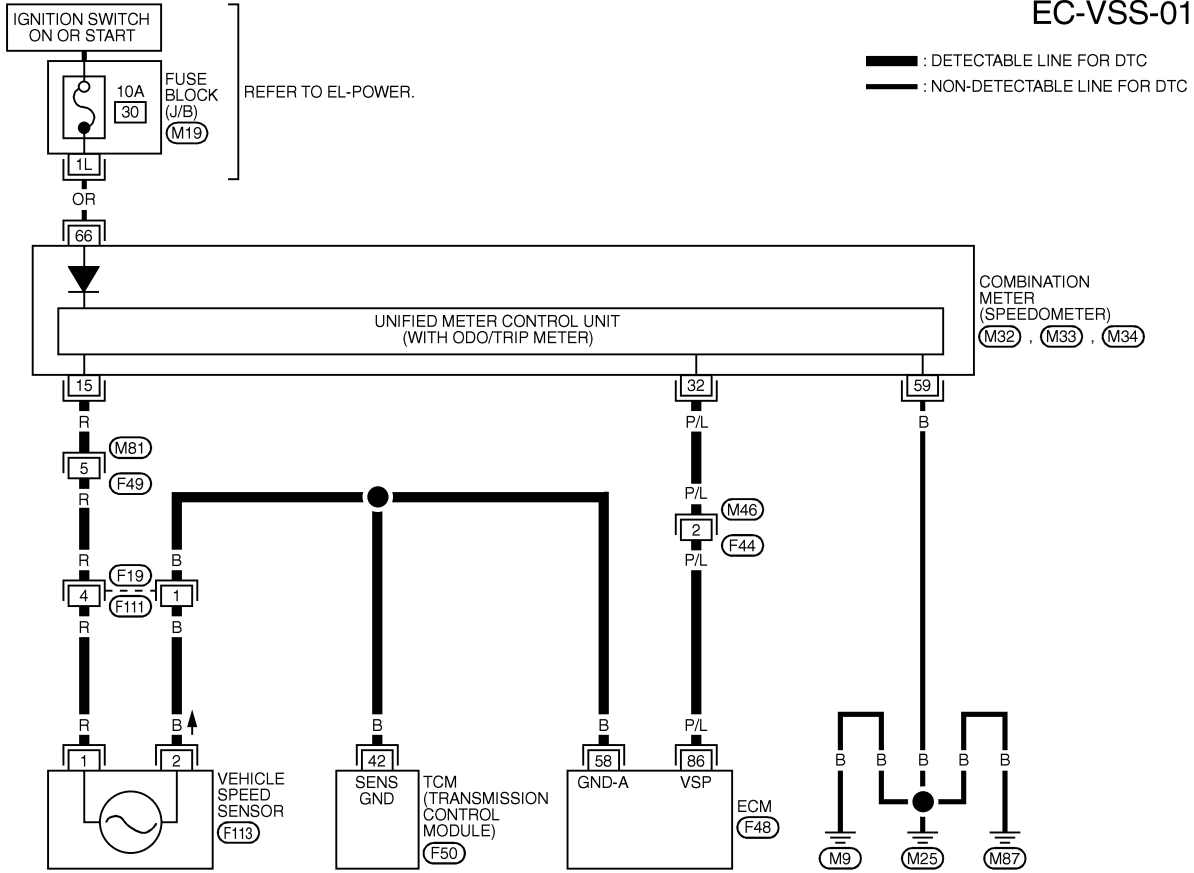 EC-VSS-01
IGNITION SWITCH
ON OR START
: DETECTABLE LINE FOR DTC
: NON-DETECTABLE LINE FOR DTC
10A
30
FUSE
BLOCK
(J/B)
M19
REFER TO EL-POWER.
1L
OR
66
COMBINATION
METER
(SPEEDOMETER)
M32 , M33 , M34
UNIFIED METER CONTROL UNIT
(WITH ODO/TRIP METER)
15
32
59
R
P/L
B
M81
5
F49
R
P/L
M46
2
F44
R
B
P/L
F19
4
1
F111
R
B
R
B
B
B
P/L
B
B
B
B
B
1
2
42
58
86
SENS
GND
GND-A
VSP
VEHICLE
SPEED
SENSOR
F113
TCM
(TRANSMISSION
CONTROL
MODULE)
F50
ECM
F48
M9
M25
M87